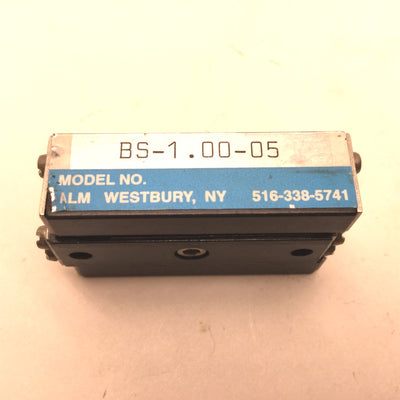 BS-1.00-05
MODEL NO.
ALM WESTBURY, NY 516-338-5741